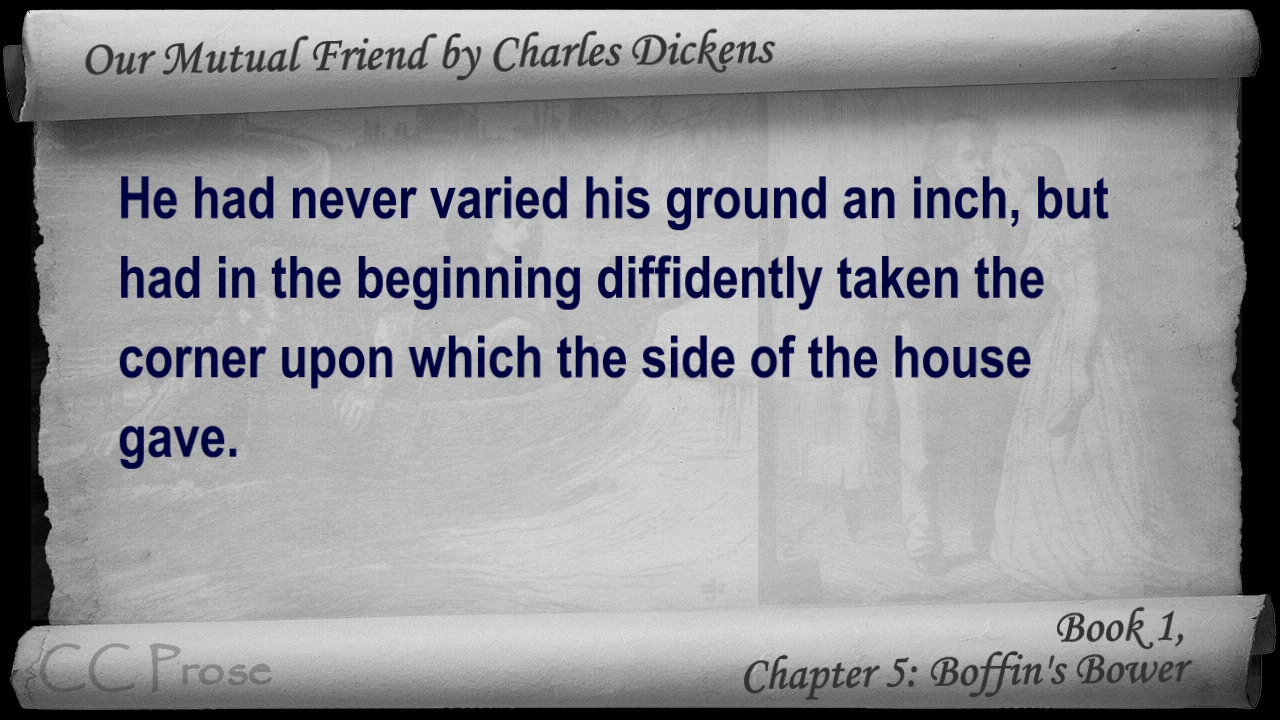 Our Mutual Friend by Charles Dickens
He had never varied his ground an inch, but
had in the beginning diffidently taken the
corner upon which the side of the house
gave.
CC Prose
Book 1,
Chapter 5: Boffin's Bower